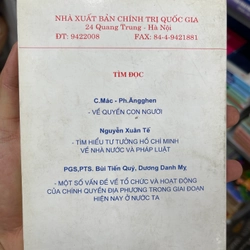 NHÀ XUẤT BẢN CHÍNH TRỊ QUỐC GIA
24 Quang Trung - Hà Nội
ĐT: 9422008 FAX: 84-4-9421881
TÌM ĐỌC
C.Mác - Ph.Ăngghen
- VỀ QUYỀN CON NGƯỜI
Nguyễn Xuân Tế
- TÌM HIỂU TƯ TƯỞNG HỒ CHÍ MINH
VỀ NHÀ NƯỚC VÀ PHÁP LUẬT
PGS,PTS. Bùi Tiến Quý, Dương Danh Mỵ
- MỘT SỐ VẤN ĐỀ VỀ TỔ CHỨC VÀ HOẠT ĐỘNG
CỦA CHÍNH QUYỀN ĐỊA PHƯƠNG TRONG GIAI ĐOẠN
HIỆN NAY Ở NƯỚC TA